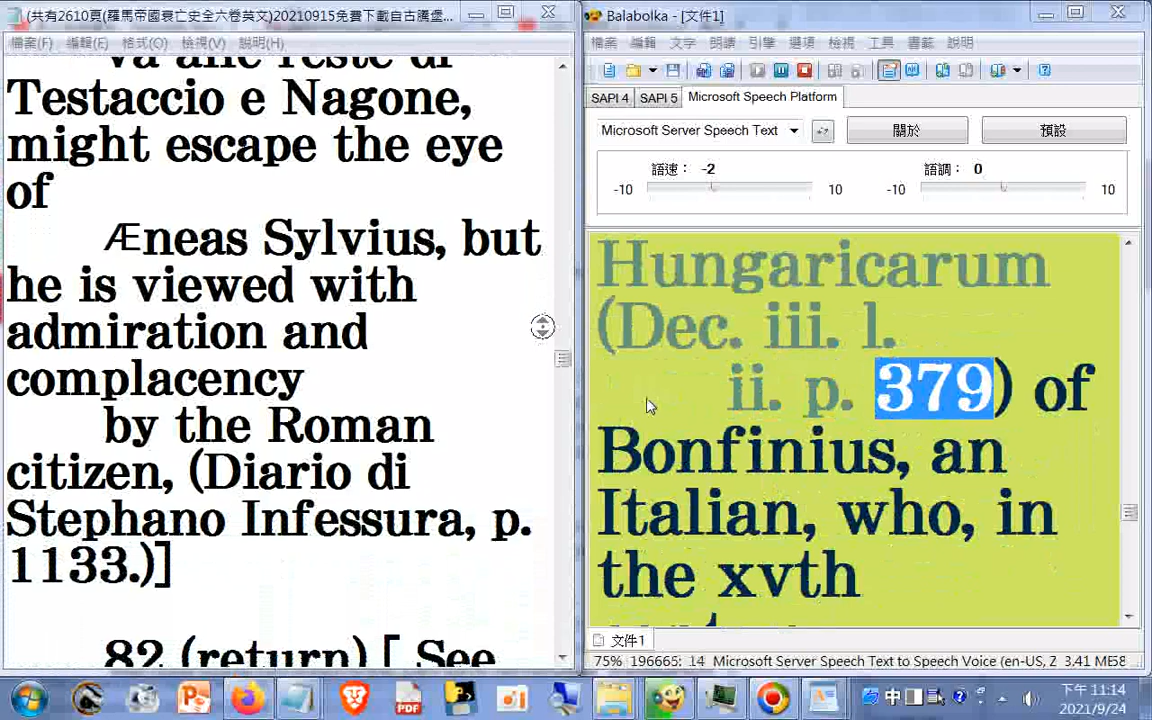 (共有2610頁(羅馬帝國衰亡史全六卷英文)20210915免費下載自古騰堡...
檔案(F) 編輯(E) 格式(O) 檢視(V) 說明(H)
va alle reste di
Testaccio e Nagone,
might escape the eye
of
Æneas Sylvius, but
he is viewed with
admiration and
complacency
by the Roman
citizen, (Diario di
Stephano Infessura, p.
1133.)]
82 (return) [ See
Balabolka - [文件1]
檔案 編輯 文字 朗讀 引擎 選項 檢視 工具 書籤 說明
SAPI 4 SAPI 5 Microsoft Speech Platform
Microsoft Server Speech Text 關於 預設
語速： -2 語調： 0
-10 10 -10 10
Hungaricarum
(Dec. iii. l.
ii. p. 379) of
Bonfinius, an
Italian, who, in
the xvth
文件1
75% 196665: 14 Microsoft Server Speech Text to Speech Voice (en-US, Z 3,41 ME58
中
下午 11:14
2021/9/24